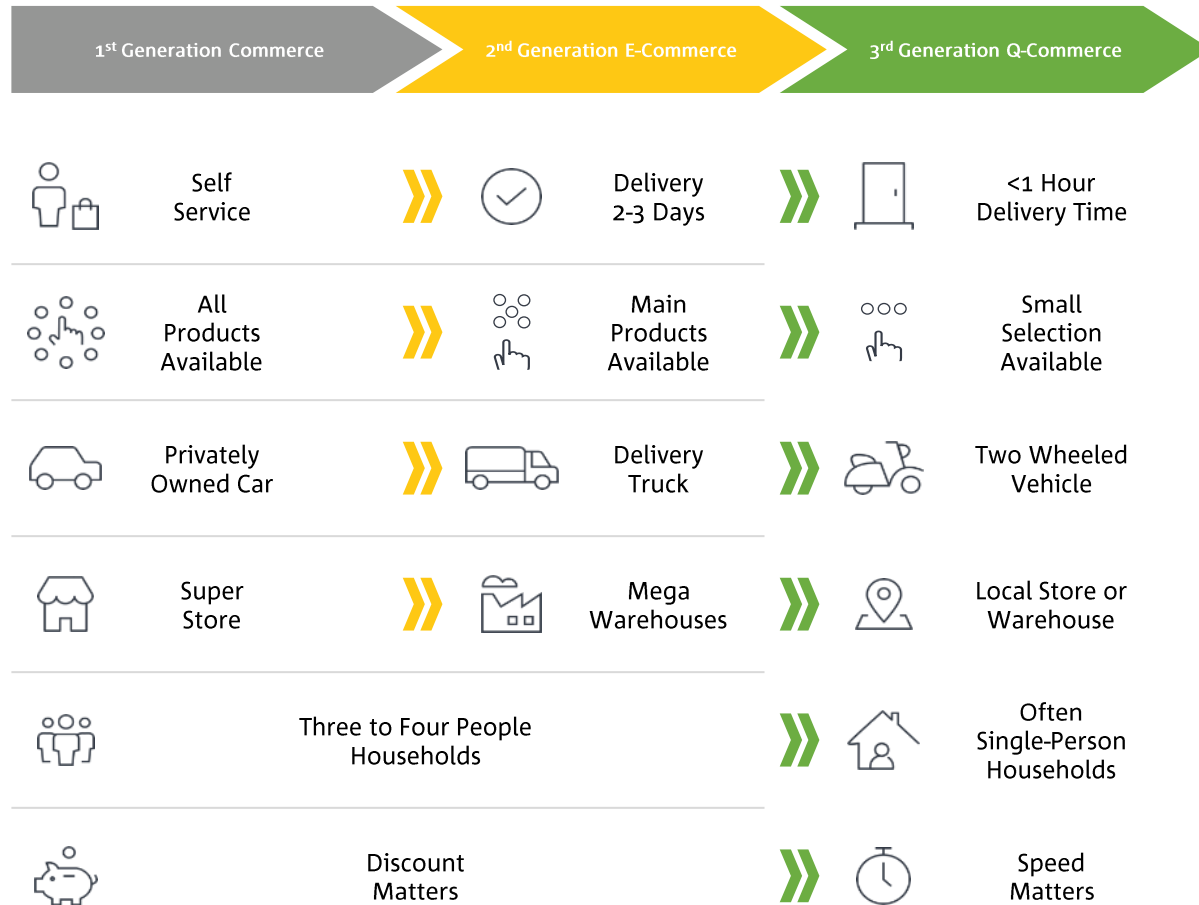 1st Generation Commerce
2nd Generation E-Commerce
3rd Generation Q-Commerce
Self
Service
Delivery
2-3 Days
<1 Hour
Delivery Time
All
Products
Available
Main
Products
Available
Small
Selection
Available
Privately
Owned Car
Delivery
Truck
Two Wheeled
Vehicle
Super
Store
Mega
Warehouses
Local Store or
Warehouse
Three to Four People
Households
Often
Single-Person
Households
Discount
Matters
Speed
Matters